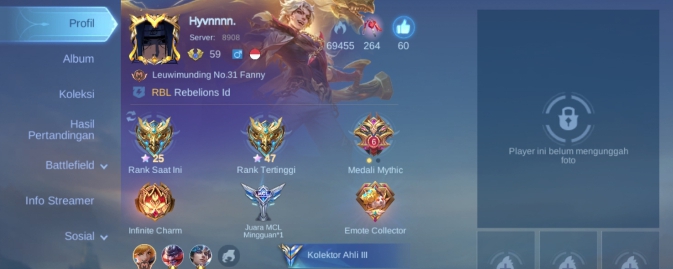 Profil
Album
Koleksi
Hasil
Pertandingan
Battlefield
Info Streamer
Sosial
Hyvnnnn.
Server: 8908
59
69455
264
60
Leuwimunding No.31 Fanny
RBL Rebelions Id
25
Rank Saat Ini
47
Rank Tertinggi
6
Medali Mythic
Infinite Charm
Juara MCL
Mingguan*1
Emote Collector
Kolektor Ahli III
Player ini belum mengunggah
foto